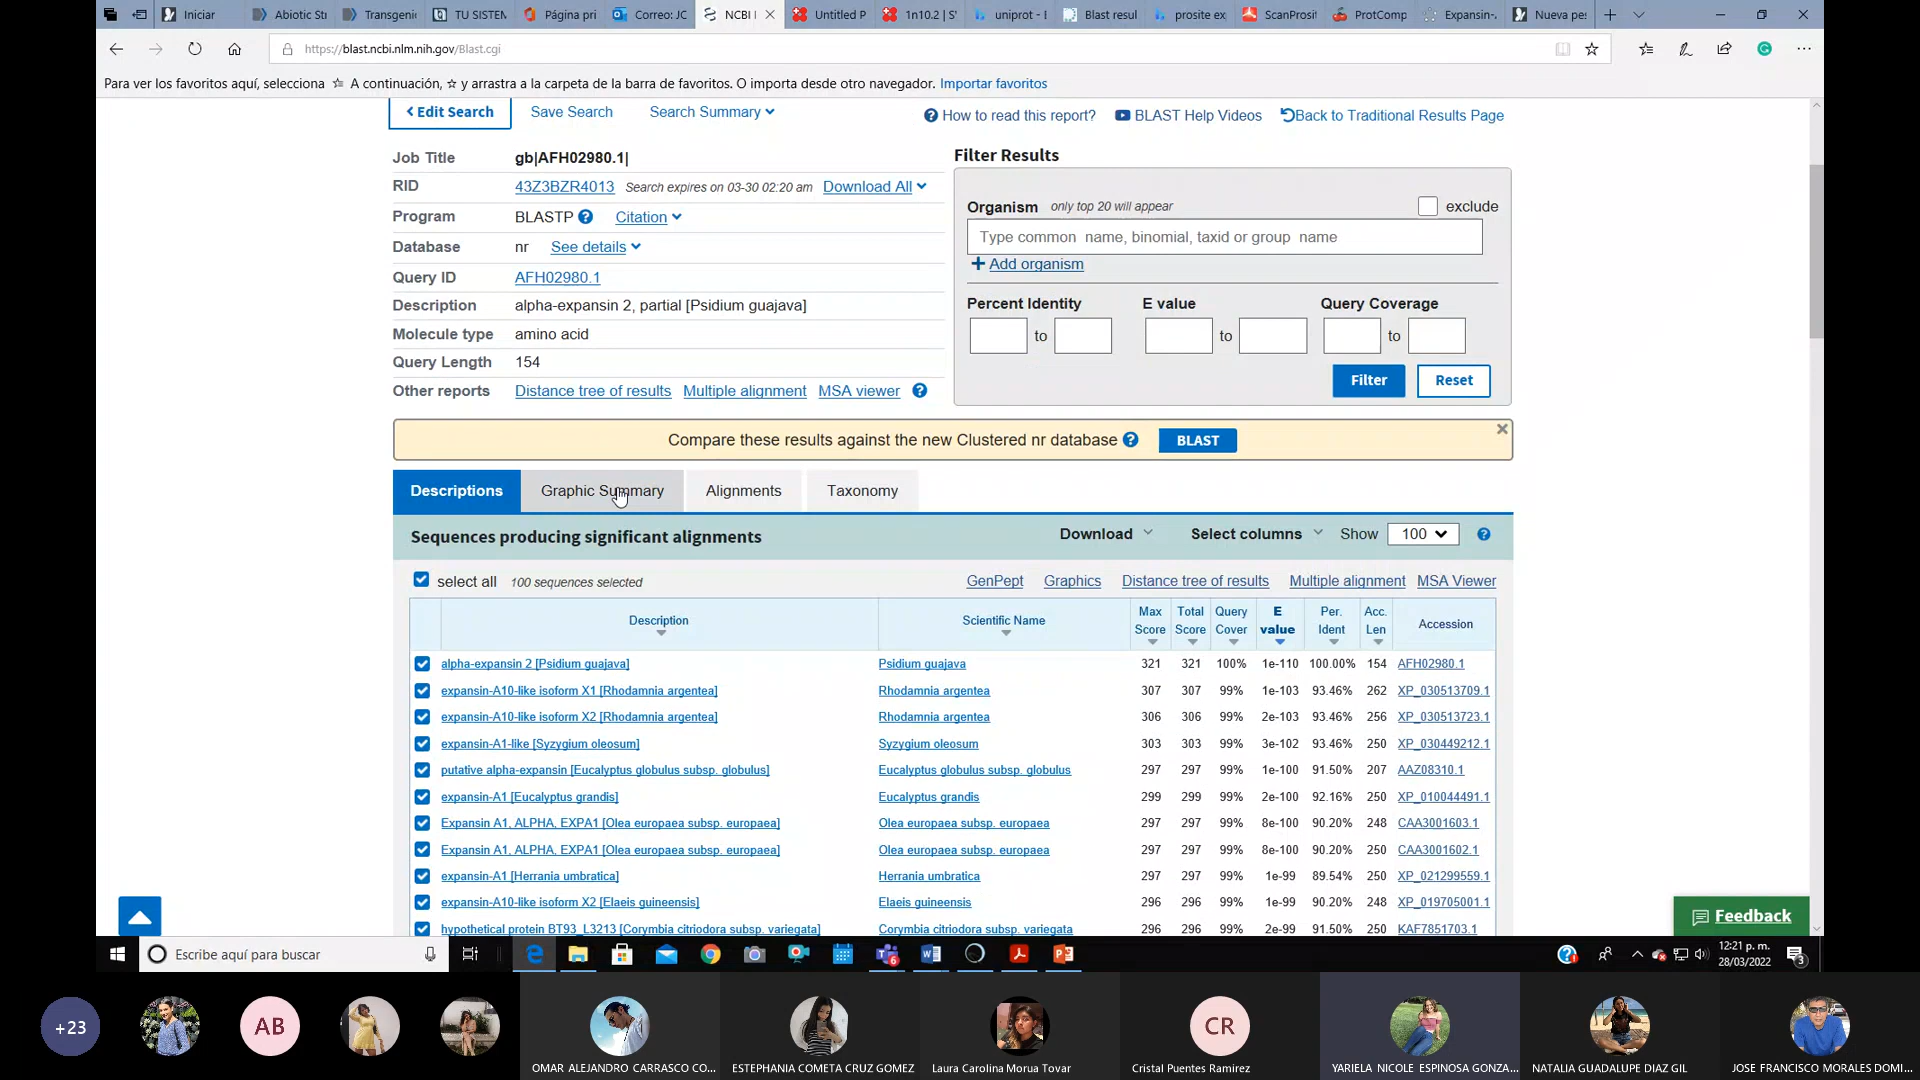 Iniciar
Abiotic St
Transgeni
TU SISTEM
Página pri
Correo: JC
NCBI
Untitled P
1n10.2 | S
uniprot - E
Blast resul
prosite ex
ScanProsit
ProtComp
Expansin-
Nueva pes
https://blast.ncbi.nlm.nih.gov/Blast.cgi
Para ver los favoritos aquí, selecciona ☆ A continuación, ☆ y arrastra a la carpeta de la barra de favoritos. O importa desde otro navegador. Importar favoritos
Edit Search
Save Search
Search Summary
How to read this report?
BLAST Help Videos
Back to Traditional Results Page
Job Title gb|AFH02980.1|
RID 43Z3BZR4013 Search expires on 03-30 02:20 am Download All
Program BLASTP Citation
Database nr See details
Query ID AFH02980.1
Description alpha-expansin 2, partial [Psidium guajava]
Molecule type amino acid
Query Length 154
Other reports Distance tree of results Multiple alignment MSA viewer
Filter Results
Organism only top 20 will appear exclude
Type common name, binomial, taxid or group name
+ Add organism
Percent Identity E value Query Coverage
to to to
Filter Reset
Compare these results against the new Clustered nr database BLAST
Descriptions Graphic Summary Alignments Taxonomy
Sequences producing significant alignments Download Select columns Show 100
select all 100 sequences selected GenPept Graphics Distance tree of results Multiple alignment MSA Viewer
Description Scientific Name Max Score Total Score Query Cover E value Per. Ident Acc. Len Accession
alpha-expansin 2 [Psidium guajava] Psidium guajava 321 321 100% 1e-110 100.00% 154 AFH02980.1
expansin-A10-like isoform X1 [Rhodamnia argentea] Rhodamnia argentea 307 307 99% 1e-103 93.46% 262 XP_030513709.1
expansin-A10-like isoform X2 [Rhodamnia argentea] Rhodamnia argentea 306 306 99% 2e-103 93.46% 256 XP_030513723.1
expansin-A1-like [Syzygium oleosum] Syzygium oleosum 303 303 99% 3e-102 93.46% 250 XP_030449212.1
putative alpha-expansin [Eucalyptus globulus subsp. globulus] Eucalyptus globulus subsp. globulus 297 297 99% 1e-100 91.50% 207 AAZ08310.1
expansin-A1 [Eucalyptus grandis] Eucalyptus grandis 299 299 99% 2e-100 92.16% 250 XP_010044491.1
Expansin A1, ALPHA, EXPA1 [Olea europaea subsp. europaea] Olea europaea subsp. europaea 297 297 99% 8e-100 90.20% 248 CAA3001603.1
Expansin A1, ALPHA, EXPA1 [Olea europaea subsp. europaea] Olea europaea subsp. europaea 297 297 99% 8e-100 90.20% 250 CAA3001602.1
expansin-A1 [Herrania umbratica] Herrania umbratica 297 297 99% 1e-99 89.54% 250 XP_021299559.1
expansin-A10-like isoform X2 [Elaeis guineensis] Elaeis guineensis 296 296 99% 1e-99 90.20% 248 XP_019705001.1
hypothetical protein BT93_L3213 [Corymbia citriodora subsp. variegata] Corymbia citriodora subsp. variegata 296 296 99% 2e-99 91.50% 250 KAF7851703.1
Feedback
Escribe aquí para buscar
12:21 p. m.
28/03/2022
3
+23
AB
CR
OMAR ALEJANDRO CARRASCO CO...
ESTEPHANIA COMETA CRUZ GOMEZ
Laura Carolina Morua Tovar
Cristal Puentes Ramirez
YARIELA NICOLE ESPINOSA GONZA...
NATALIA GUADALUPE DIAZ GIL
JOSE FRANCISCO MORALES DOMI...